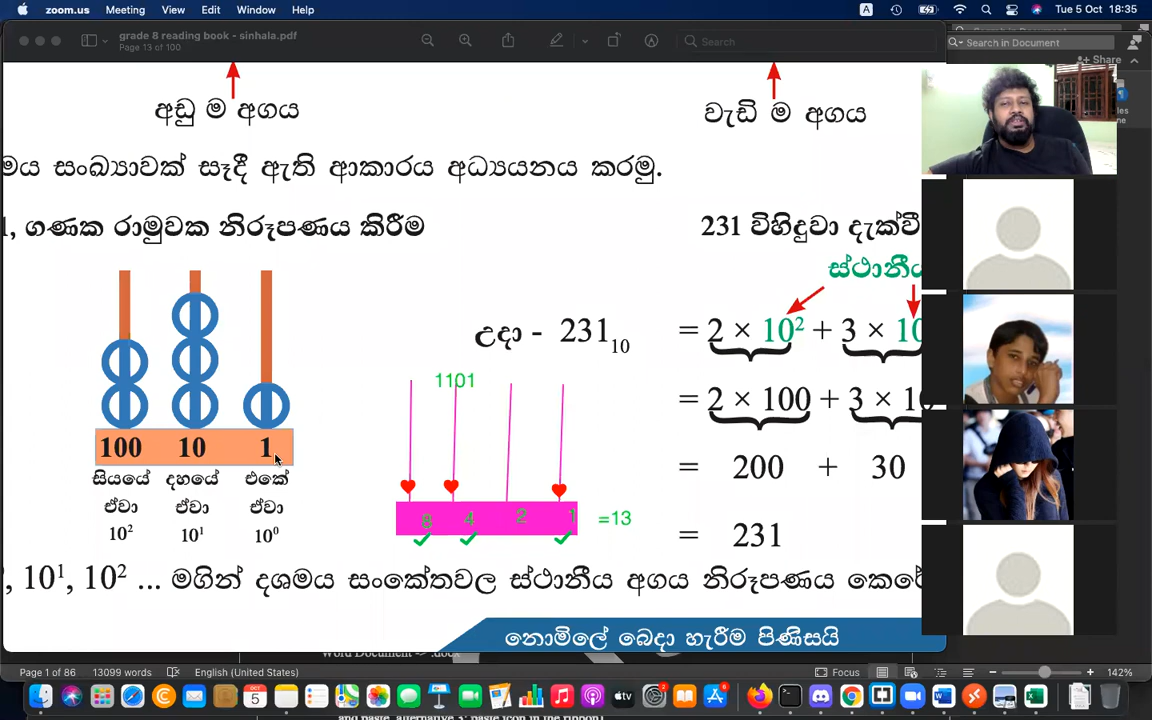 zoom.us Meeting View Edit Window Help A Tue 5 Oct 18:35
grade 8 reading book - sinhala.pdf
Page 13 of 100
Search
Search in Document
Share
අඩු ම අගය
වැඩි ම අගය
මය සංඛ්‍යාවක් සෑදී ඇති ආකාරය අධ්‍යයනය කරමු.
1, ගණක රාමුවක නිරූපණය කිරීම
231 විහිදුවා දැක්වී
ස්ථානීය
උදා - 231₁₀
= 2 × 10² + 3 × 10
1101
= 2 × 100 + 3 × 10
100 10 1
සියයේ දහයේ එකේ
ඒවා ඒවා ඒවා
10² 10¹ 10⁰
= 200 + 30
8 4 2 1 =13
= 231
, 10¹, 10² ... මගින් දශමය සංකේතවල ස්ථානීය අගය නිරූපණය කෙරේ
නොමිලේ බෙදා හැරීම පිණිසයි
Page 1 of 86 13099 words English (United States) Focus 142%